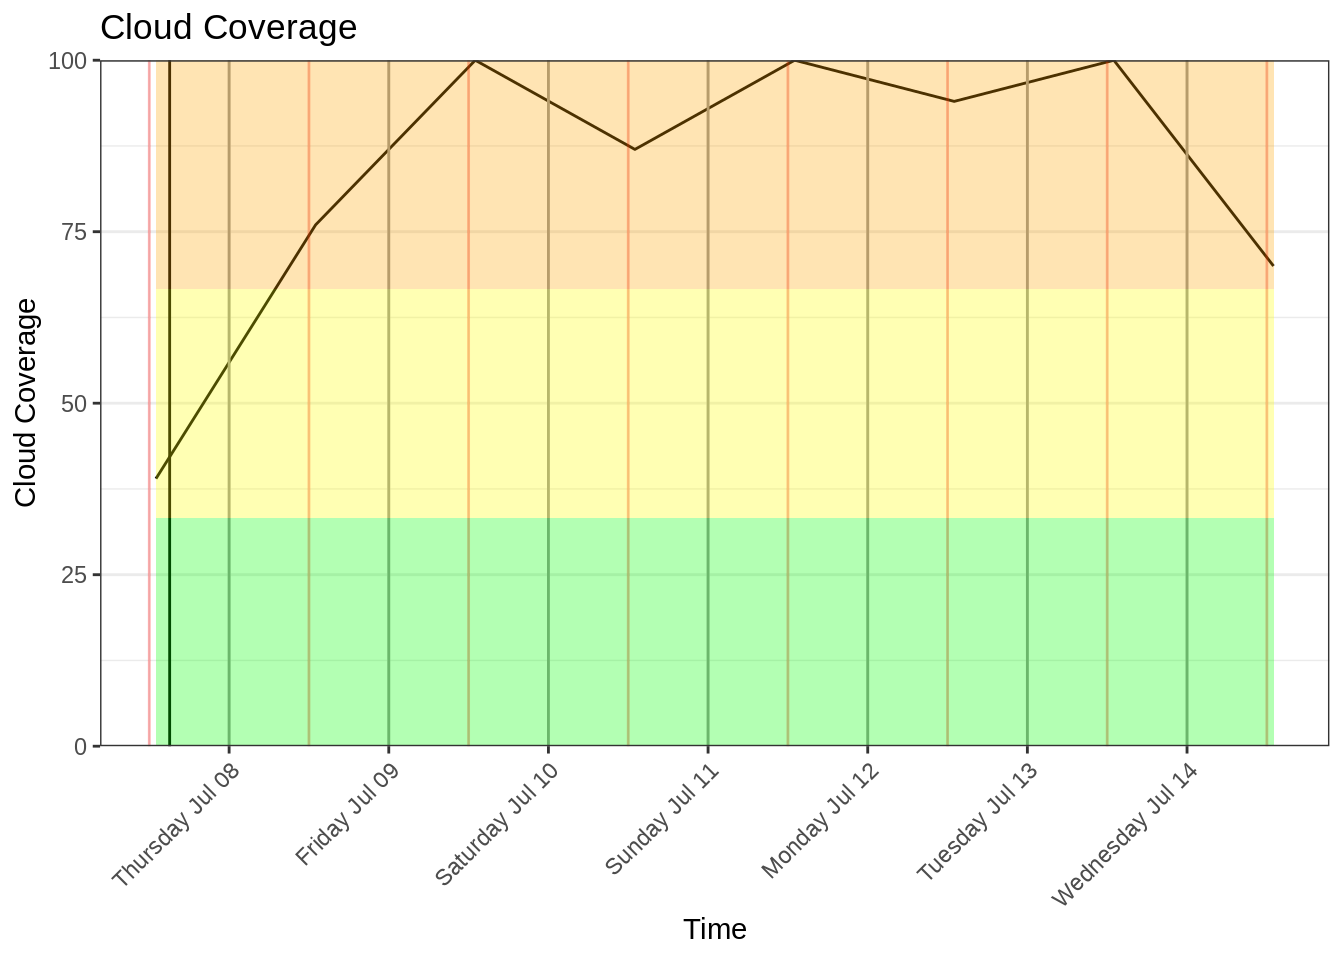 Cloud Coverage
100
75
50
25
0
Cloud Coverage
Thursday Jul 08
Friday Jul 09
Saturday Jul 10
Sunday Jul 11
Monday Jul 12
Tuesday Jul 13
Wednesday Jul 14
Time